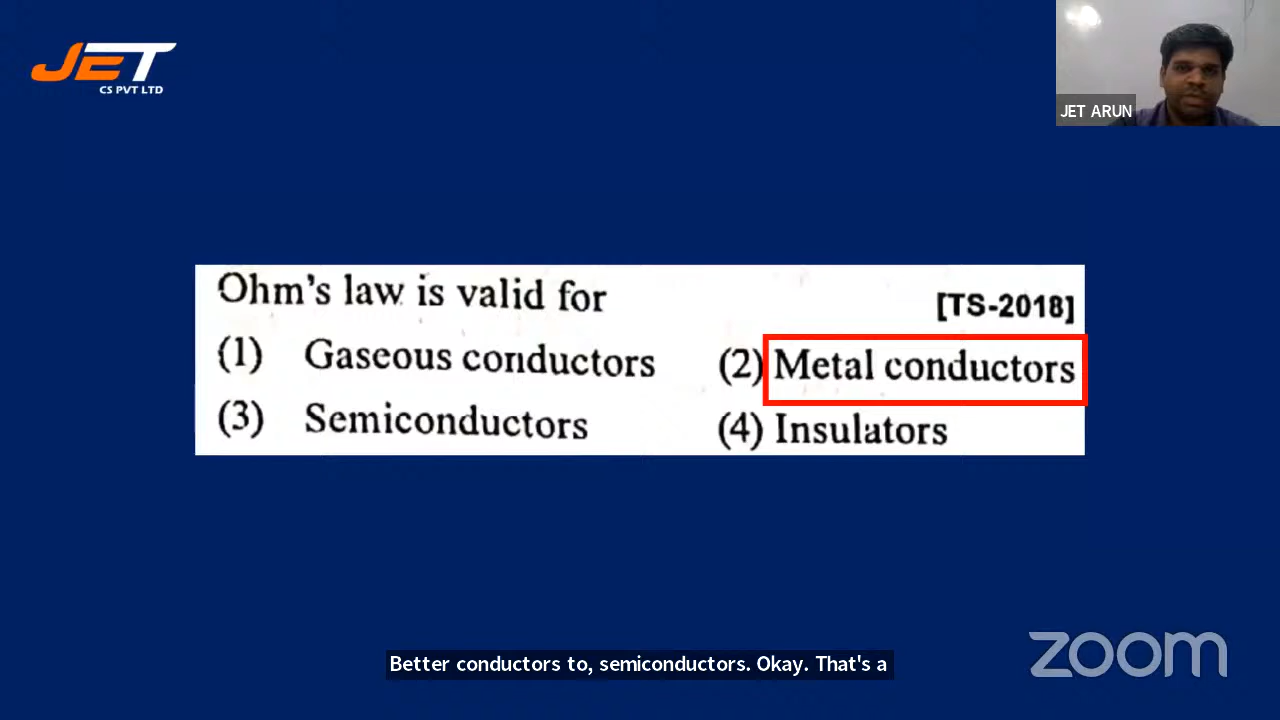 JET
CS PVT LTD
JET ARUN
Ohm's law is valid for [TS-2018]
(1) Gaseous conductors (2) Metal conductors
(3) Semiconductors (4) Insulators
Better conductors to, semiconductors. Okay. That's a
zoom